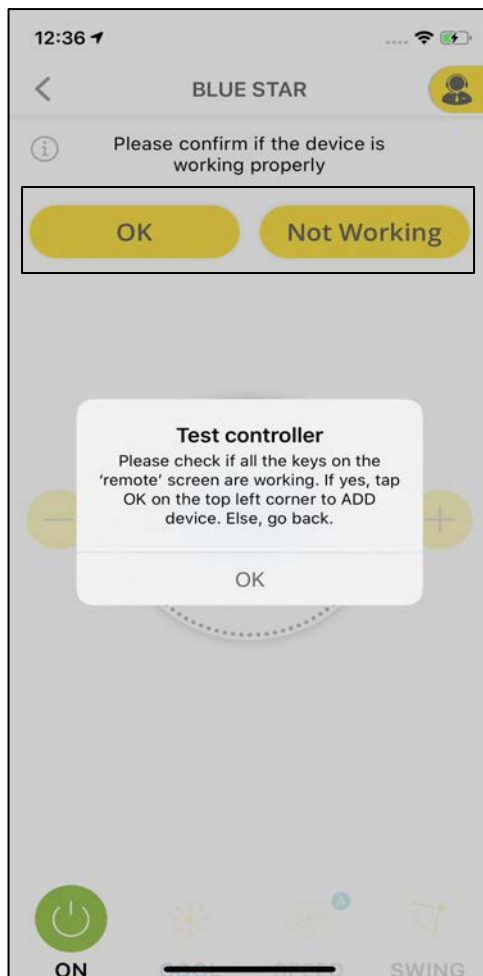 12:36
BLUE STAR
Please confirm if the device is
working properly
OK
Not Working
Test controller
Please check if all the keys on the
‘remote’ screen are working. If yes, tap
OK on the top left corner to ADD
device. Else, go back.
OK
A
ON
COOL
SPEED
SWING